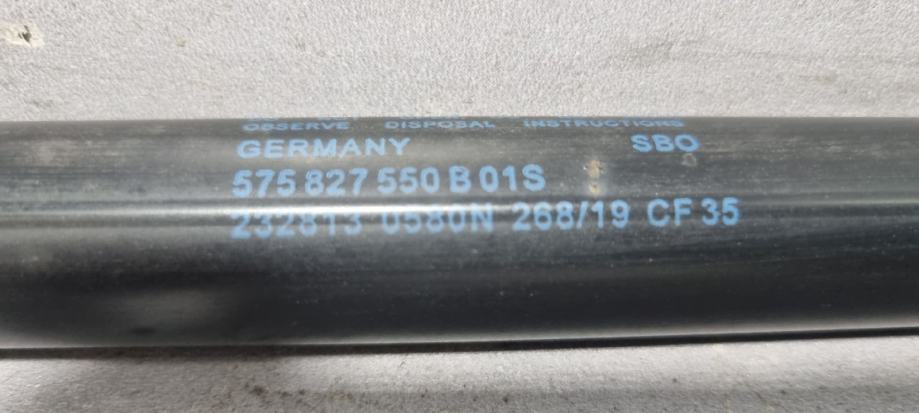 OBSERVE DISPOSAL INSTRUCTIONS
GERMANY SBO
575 827 550 B 01S
232813 0580N 268/19 CF 35